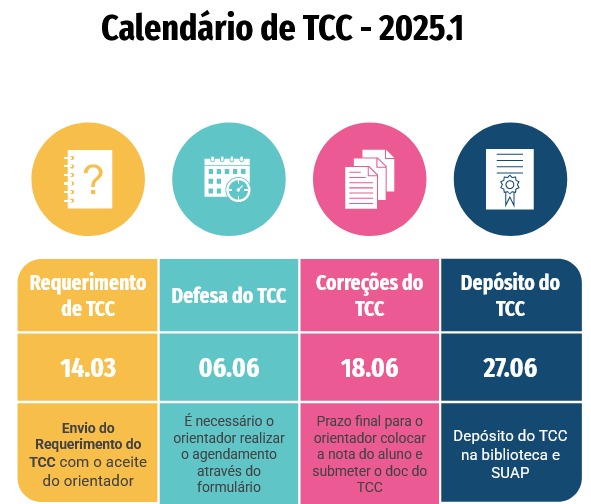 Calendário de TCC - 2025.1
?
Requerimento
de TCC
Defesa do TCC
Correções do
TCC
Depósito do
TCC
14.03
06.06
18.06
27.06
Envio do
Requerimento do
TCC com o aceite
do orientador
É necessário o
orientador realizar
o agendamento
através do
formulário
Prazo final para o
orientador colocar
a nota do aluno e
submeter o doc do
TCC
Depósito do TCC
na biblioteca e
SUAP